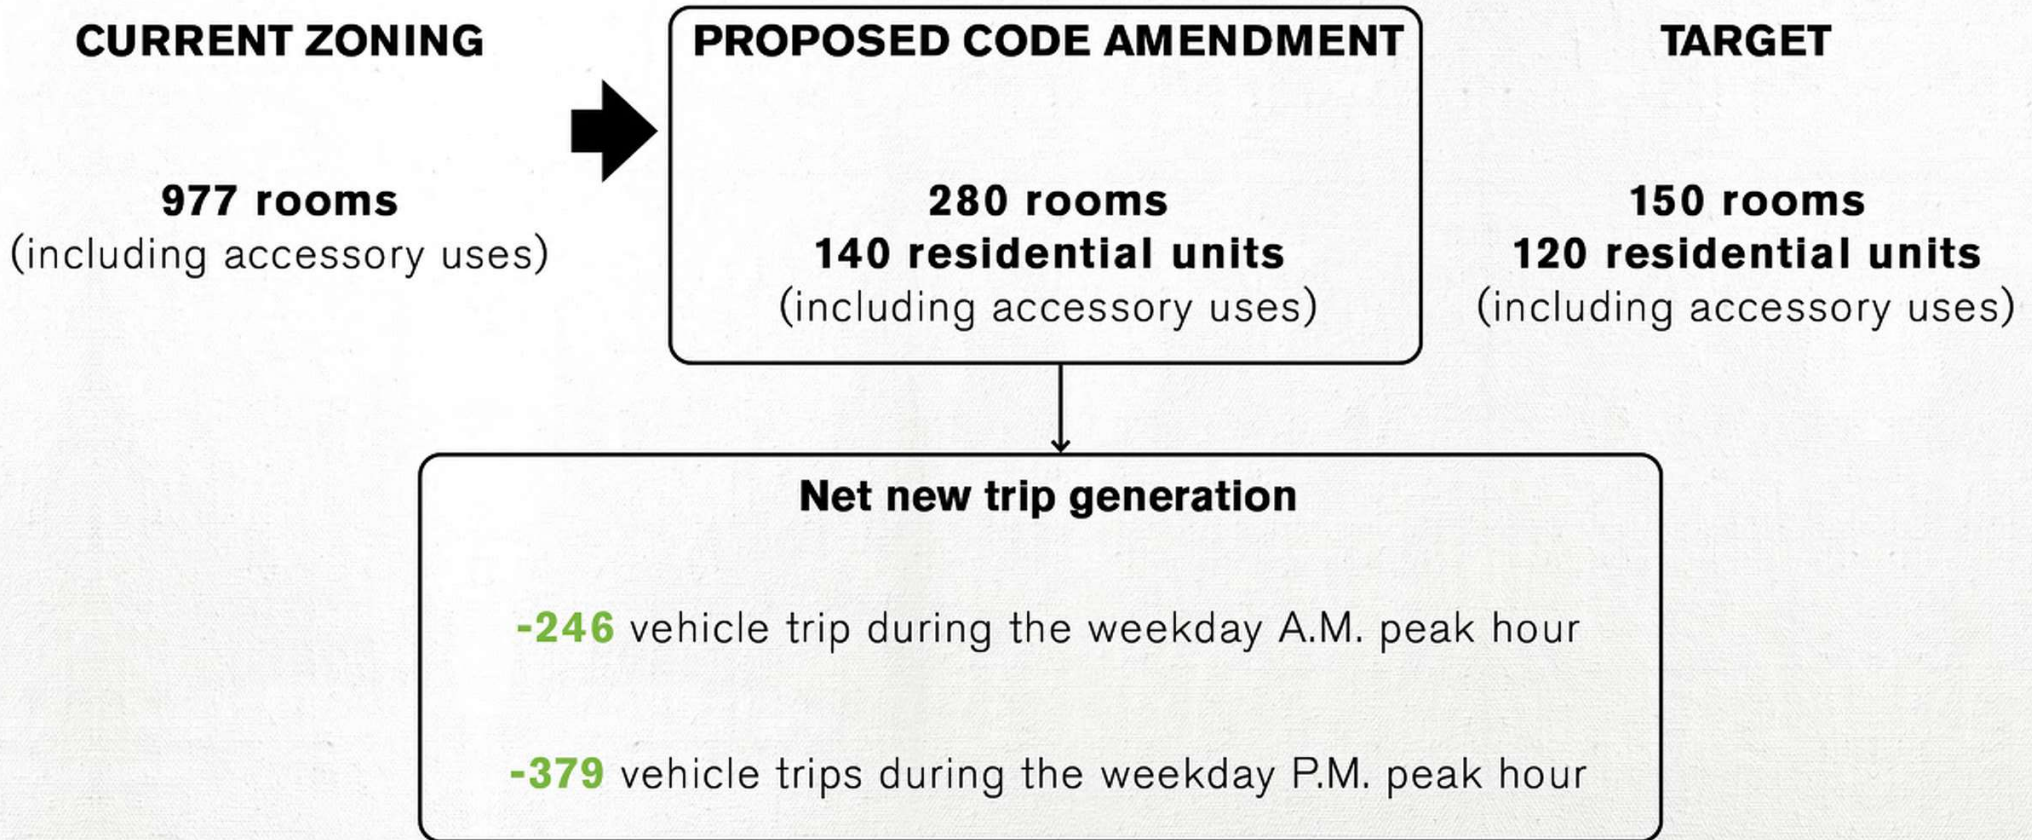 CURRENT ZONING
977 rooms
(including accessory uses)
PROPOSED CODE AMENDMENT
280 rooms
140 residential units
(including accessory uses)
TARGET
150 rooms
120 residential units
(including accessory uses)
Net new trip generation
-246 vehicle trip during the weekday A.M. peak hour
-379 vehicle trips during the weekday P.M. peak hour